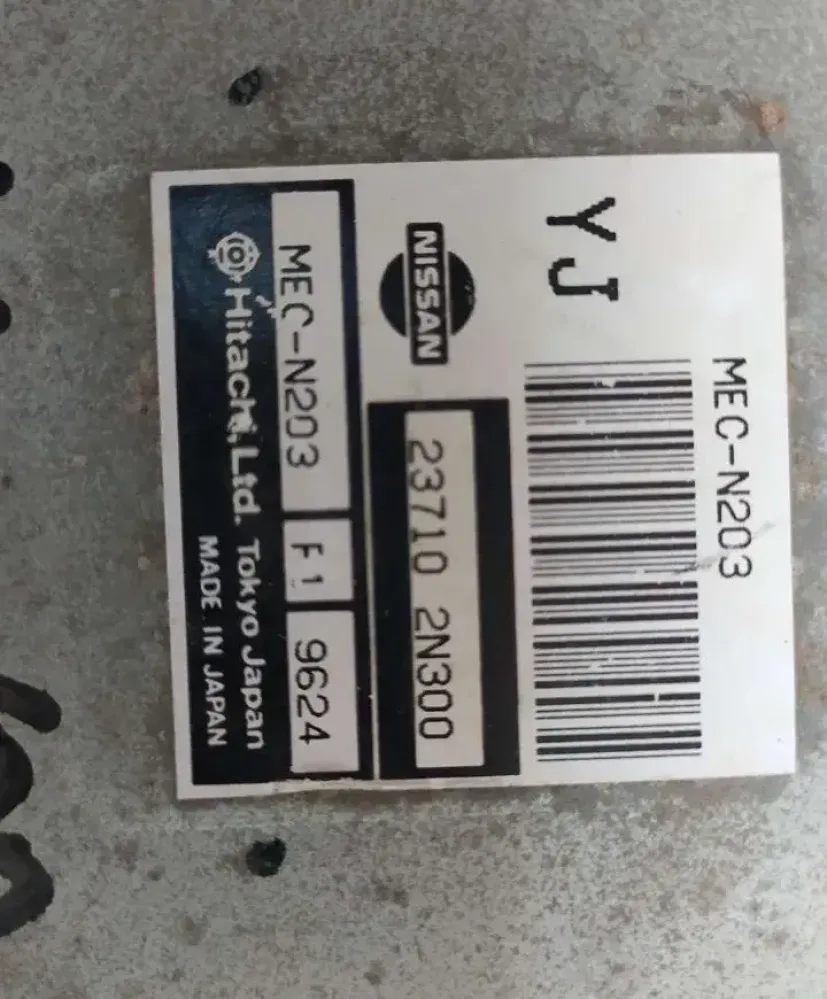 MEC-N203
YJ
NISSAN
23710 2N300
MEC-N203 F1 9624
Hitachi, Ltd. Tokyo Japan
MADE IN JAPAN